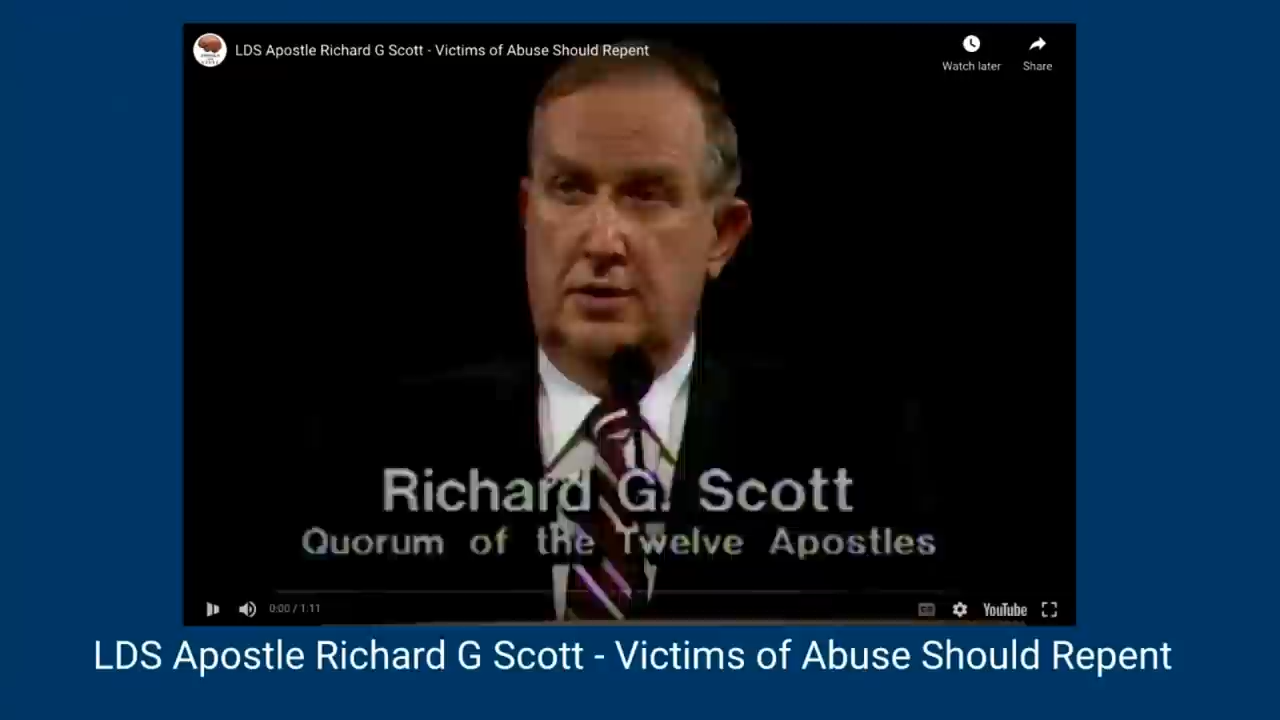 LDS Apostle Richard G Scott - Victims of Abuse Should Repent
Watch later
Share
Richard G. Scott
Quorum of the Twelve Apostles
0:00 / 1:11
CC
YouTube
LDS Apostle Richard G Scott - Victims of Abuse Should Repent